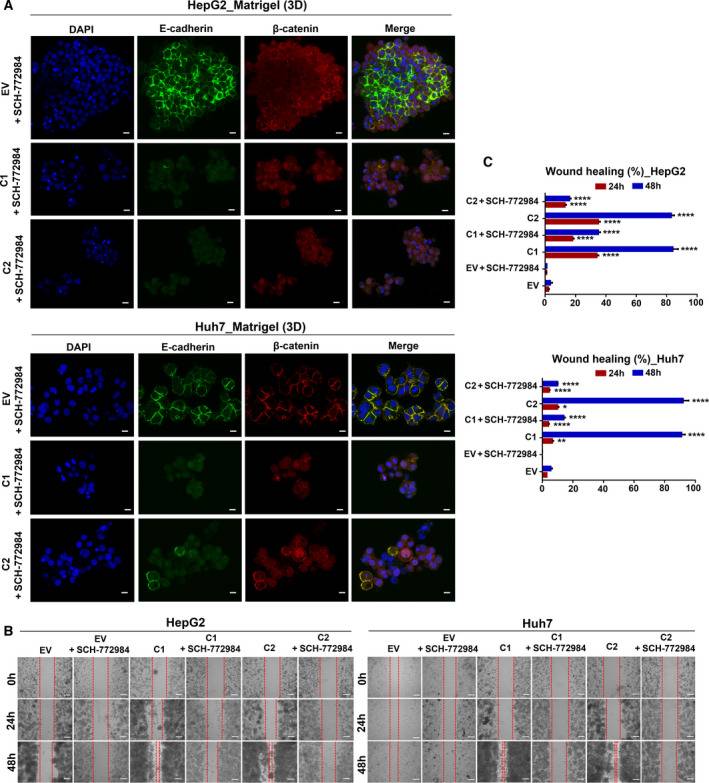 A
HepG2_Matrigel (3D)
DAPI E-cadherin β-catenin Merge
EV + SCH-772984
C1 + SCH-772984
C2 + SCH-772984
Huh7_Matrigel (3D)
DAPI E-cadherin β-catenin Merge
EV + SCH-772984
C1 + SCH-772984
C2 + SCH-772984
C
Wound healing (%)_HepG2
24h 48h
C2 + SCH-772984 **** ****
C2 **** ****
C1 + SCH-772984 **** ****
C1 **** ****
EV + SCH-772984
EV
0 20 40 60 80 100
Wound healing (%)_Huh7
24h 48h
C2 + SCH-772984 **** ****
C2 **** *
C1 + SCH-772984 **** ****
C1 **** **
EV + SCH-772984
EV
0 20 40 60 80 100
B
HepG2
EV EV + SCH-772984 C1 C1 + SCH-772984 C2 C2 + SCH-772984
0h
24h
48h
Huh7
EV EV + SCH-772984 C1 C1 + SCH-772984 C2 C2 + SCH-772984
0h
24h
48h